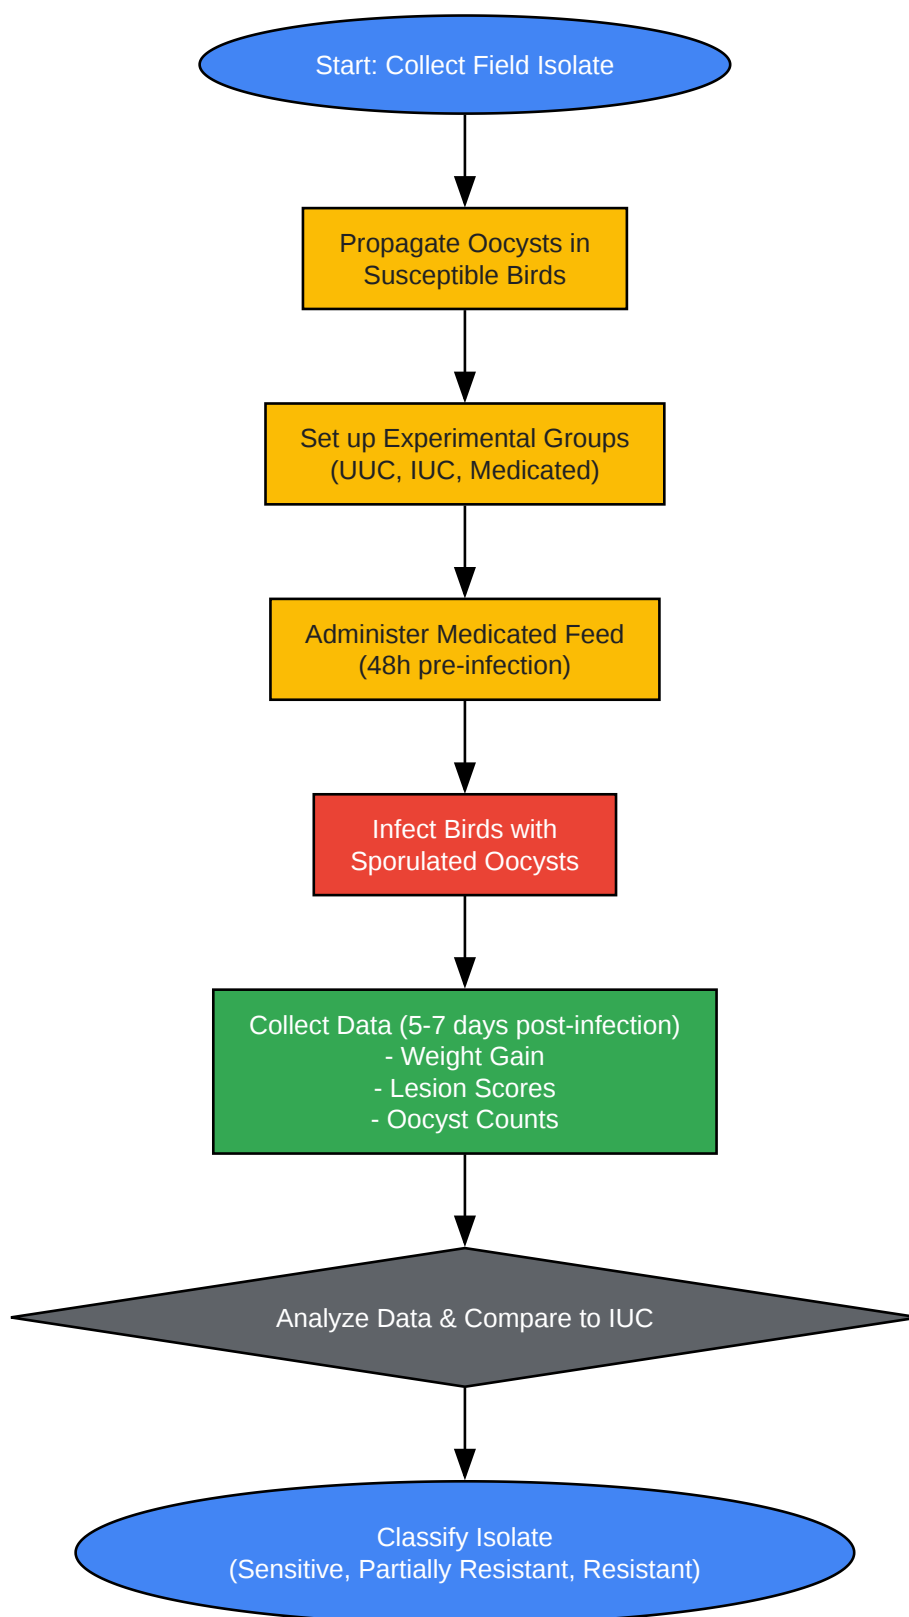 Start: Collect Field Isolate
Propagate Oocysts in
Susceptible Birds
Set up Experimental Groups
(UUC, IUC, Medicated)
Administer Medicated Feed
(48h pre-infection)
Infect Birds with
Sporulated Oocysts
Collect Data (5-7 days post-infection)
- Weight Gain
- Lesion Scores
- Oocyst Counts
Analyze Data & Compare to IUC
Classify Isolate
(Sensitive, Partially Resistant, Resistant)